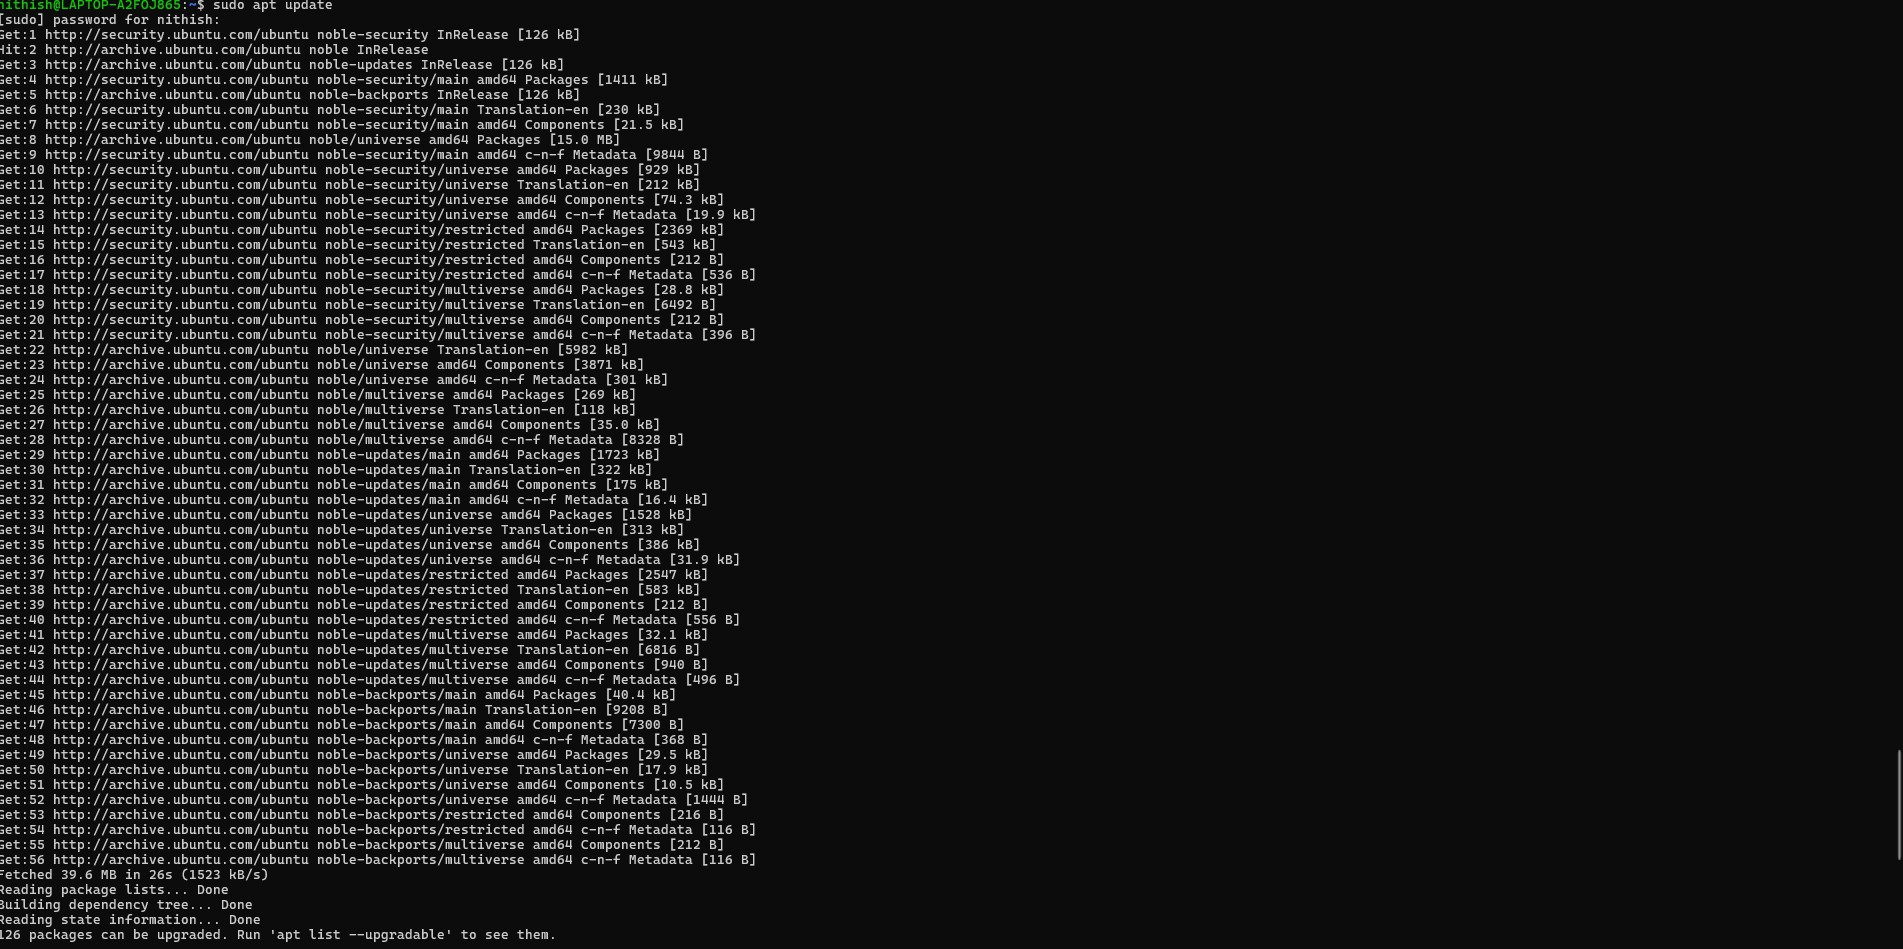 nithish@LAPTOP-A2FOJ865:~$ sudo apt update
[sudo] password for nithish:
Get:1 http://security.ubuntu.com/ubuntu noble-security InRelease [126 kB]
Hit:2 http://archive.ubuntu.com/ubuntu noble InRelease
Get:3 http://archive.ubuntu.com/ubuntu noble-updates InRelease [126 kB]
Get:4 http://security.ubuntu.com/ubuntu noble-security/main amd64 Packages [1411 kB]
Get:5 http://archive.ubuntu.com/ubuntu noble-backports InRelease [126 kB]
Get:6 http://security.ubuntu.com/ubuntu noble-security/main Translation-en [230 kB]
Get:7 http://security.ubuntu.com/ubuntu noble-security/main amd64 Components [21.5 kB]
Get:8 http://archive.ubuntu.com/ubuntu noble/universe amd64 Packages [15.0 MB]
Get:9 http://security.ubuntu.com/ubuntu noble-security/main amd64 c-n-f Metadata [9844 B]
Get:10 http://security.ubuntu.com/ubuntu noble-security/universe amd64 Packages [929 kB]
Get:11 http://security.ubuntu.com/ubuntu noble-security/universe Translation-en [212 kB]
Get:12 http://security.ubuntu.com/ubuntu noble-security/universe amd64 Components [74.3 kB]
Get:13 http://security.ubuntu.com/ubuntu noble-security/universe amd64 c-n-f Metadata [19.9 kB]
Get:14 http://security.ubuntu.com/ubuntu noble-security/restricted amd64 Packages [2369 kB]
Get:15 http://security.ubuntu.com/ubuntu noble-security/restricted Translation-en [543 kB]
Get:16 http://security.ubuntu.com/ubuntu noble-security/restricted amd64 Components [212 B]
Get:17 http://security.ubuntu.com/ubuntu noble-security/restricted amd64 c-n-f Metadata [536 B]
Get:18 http://security.ubuntu.com/ubuntu noble-security/multiverse amd64 Packages [28.8 kB]
Get:19 http://security.ubuntu.com/ubuntu noble-security/multiverse Translation-en [6492 B]
Get:20 http://security.ubuntu.com/ubuntu noble-security/multiverse amd64 Components [212 B]
Get:21 http://security.ubuntu.com/ubuntu noble-security/multiverse amd64 c-n-f Metadata [396 B]
Get:22 http://archive.ubuntu.com/ubuntu noble/universe Translation-en [5982 kB]
Get:23 http://archive.ubuntu.com/ubuntu noble/universe amd64 Components [3871 kB]
Get:24 http://archive.ubuntu.com/ubuntu noble/universe amd64 c-n-f Metadata [301 kB]
Get:25 http://archive.ubuntu.com/ubuntu noble/multiverse amd64 Packages [269 kB]
Get:26 http://archive.ubuntu.com/ubuntu noble/multiverse Translation-en [118 kB]
Get:27 http://archive.ubuntu.com/ubuntu noble/multiverse amd64 Components [35.0 kB]
Get:28 http://archive.ubuntu.com/ubuntu noble/multiverse amd64 c-n-f Metadata [8328 B]
Get:29 http://archive.ubuntu.com/ubuntu noble-updates/main amd64 Packages [1723 kB]
Get:30 http://archive.ubuntu.com/ubuntu noble-updates/main Translation-en [322 kB]
Get:31 http://archive.ubuntu.com/ubuntu noble-updates/main amd64 Components [175 kB]
Get:32 http://archive.ubuntu.com/ubuntu noble-updates/main amd64 c-n-f Metadata [16.4 kB]
Get:33 http://archive.ubuntu.com/ubuntu noble-updates/universe amd64 Packages [1528 kB]
Get:34 http://archive.ubuntu.com/ubuntu noble-updates/universe Translation-en [313 kB]
Get:35 http://archive.ubuntu.com/ubuntu noble-updates/universe amd64 Components [386 kB]
Get:36 http://archive.ubuntu.com/ubuntu noble-updates/universe amd64 c-n-f Metadata [31.9 kB]
Get:37 http://archive.ubuntu.com/ubuntu noble-updates/restricted amd64 Packages [2547 kB]
Get:38 http://archive.ubuntu.com/ubuntu noble-updates/restricted Translation-en [583 kB]
Get:39 http://archive.ubuntu.com/ubuntu noble-updates/restricted amd64 Components [212 B]
Get:40 http://archive.ubuntu.com/ubuntu noble-updates/restricted amd64 c-n-f Metadata [556 B]
Get:41 http://archive.ubuntu.com/ubuntu noble-updates/multiverse amd64 Packages [32.1 kB]
Get:42 http://archive.ubuntu.com/ubuntu noble-updates/multiverse Translation-en [6816 B]
Get:43 http://archive.ubuntu.com/ubuntu noble-updates/multiverse amd64 Components [940 B]
Get:44 http://archive.ubuntu.com/ubuntu noble-updates/multiverse amd64 c-n-f Metadata [496 B]
Get:45 http://archive.ubuntu.com/ubuntu noble-backports/main amd64 Packages [40.4 kB]
Get:46 http://archive.ubuntu.com/ubuntu noble-backports/main Translation-en [9208 B]
Get:47 http://archive.ubuntu.com/ubuntu noble-backports/main amd64 Components [7300 B]
Get:48 http://archive.ubuntu.com/ubuntu noble-backports/main amd64 c-n-f Metadata [368 B]
Get:49 http://archive.ubuntu.com/ubuntu noble-backports/universe amd64 Packages [29.5 kB]
Get:50 http://archive.ubuntu.com/ubuntu noble-backports/universe Translation-en [17.9 kB]
Get:51 http://archive.ubuntu.com/ubuntu noble-backports/universe amd64 Components [10.5 kB]
Get:52 http://archive.ubuntu.com/ubuntu noble-backports/universe amd64 c-n-f Metadata [1444 B]
Get:53 http://archive.ubuntu.com/ubuntu noble-backports/restricted amd64 Components [216 B]
Get:54 http://archive.ubuntu.com/ubuntu noble-backports/restricted amd64 c-n-f Metadata [116 B]
Get:55 http://archive.ubuntu.com/ubuntu noble-backports/multiverse amd64 Components [212 B]
Get:56 http://archive.ubuntu.com/ubuntu noble-backports/multiverse amd64 c-n-f Metadata [116 B]
Fetched 39.6 MB in 26s (1523 kB/s)
Reading package lists... Done
Building dependency tree... Done
Reading state information... Done
126 packages can be upgraded. Run 'apt list --upgradable' to see them.